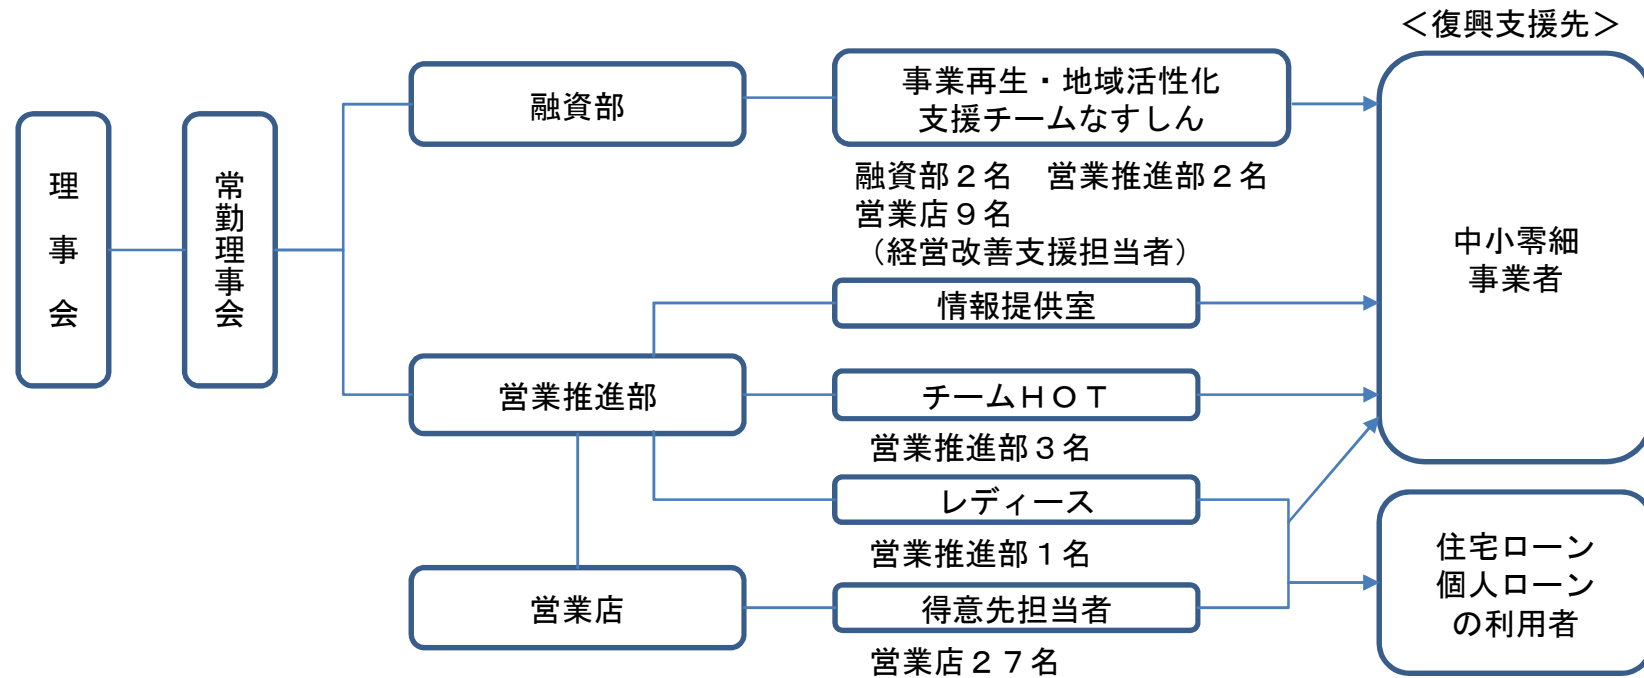 ＜復興支援先＞
理事会
常勤理事会
融資部
事業再生・地域活性化
支援チームなすしん
融資部２名　営業推進部２名
営業店９名
（経営改善支援担当者）
中小零細
事業者
情報提供室
営業推進部
チームＨＯＴ
営業推進部３名
レディース
営業推進部１名
住宅ローン
個人ローン
の利用者
営業店
得意先担当者
営業店２７名